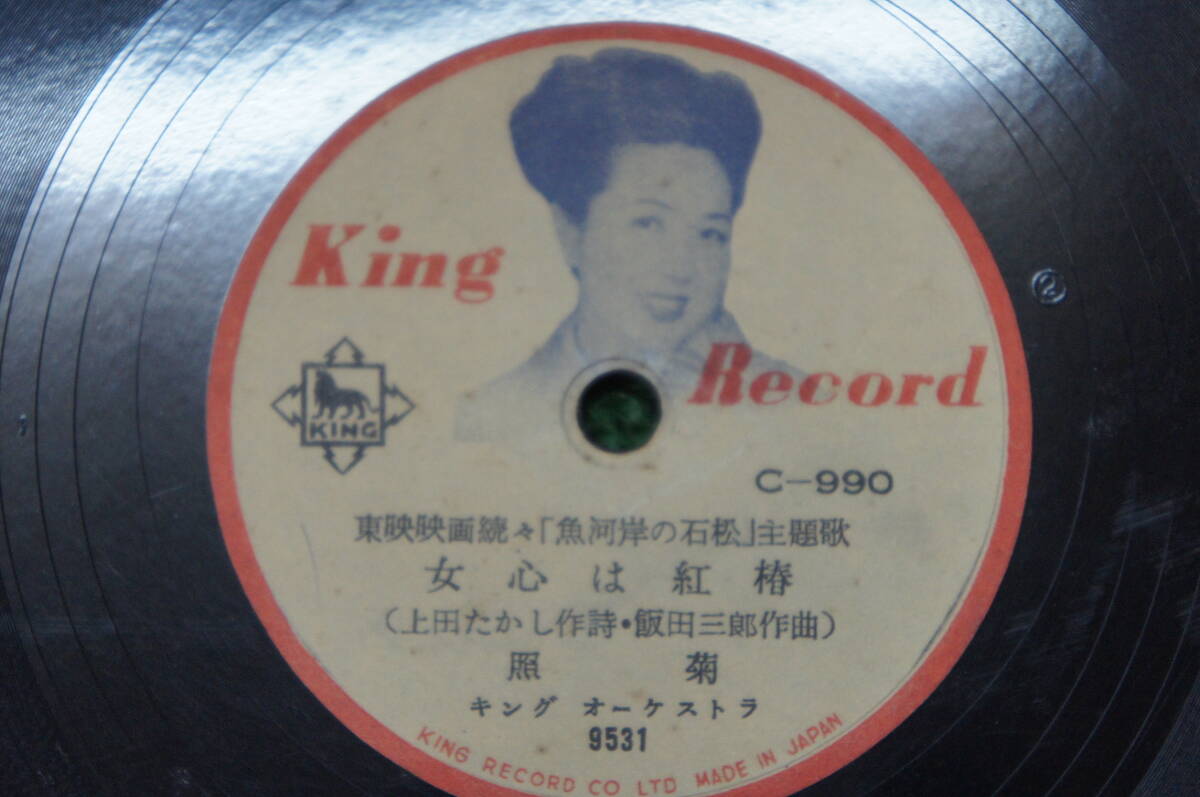 King
Record
KING
C-990
東映映画続々「魚河岸の石松」主題歌
女心は紅椿
(上田たかし作詩・飯田三郎作曲)
照菊
キング オーケストラ
9531
KING RECORD CO LTD MADE IN JAPAN